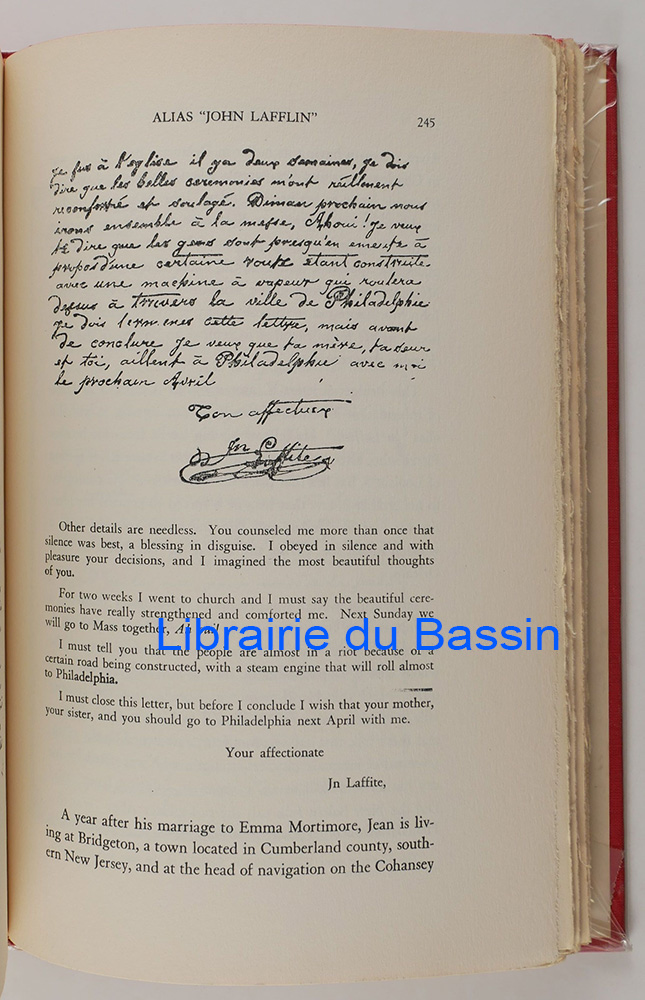 ALIAS "JOHN LAFFLIN"
245
Je fus à l'eglise il ya deux semaines, je dois
dire que les belles ceremonies m'ont réellement
reconforté et soulagé. Diman prochain nous
irons ensemble à la messe, Ahoui! Je veux
te dire que les gens sont presqu'en emeute à
propos d'une certaine route etant construite
avec une machine à vapeur qui roulera
dessus à travers la ville de Philadelphie
Je dois termener cette lettre, mais avant
de conclure je veux que ta mère, ta seur
et toi, aillent à Philadelphie avec moi
le prochain Avril
Ton affectueux
Jn Laffite
Other details are needless. You counseled me more than once that
silence was best, a blessing in disguise. I obeyed in silence and with
pleasure your decisions, and I imagined the most beautiful thoughts
of you.
For two weeks I went to church and I must say the beautiful cere-
monies have really strengthened and comforted me. Next Sunday we
will go to Mass together,
Librairie du Bassin
I must tell you that the people are almost in a riot because of a
certain road being constructed, with a steam engine that will roll almost
to Philadelphia.
I must close this letter, but before I conclude I wish that your mother,
your sister, and you should go to Philadelphia next April with me.
Your affectionate
Jn Laffite,
A year after his marriage to Emma Mortimore, Jean is liv-
ing at Bridgeton, a town located in Cumberland county, south-
ern New Jersey, and at the head of navigation on the Cohansey